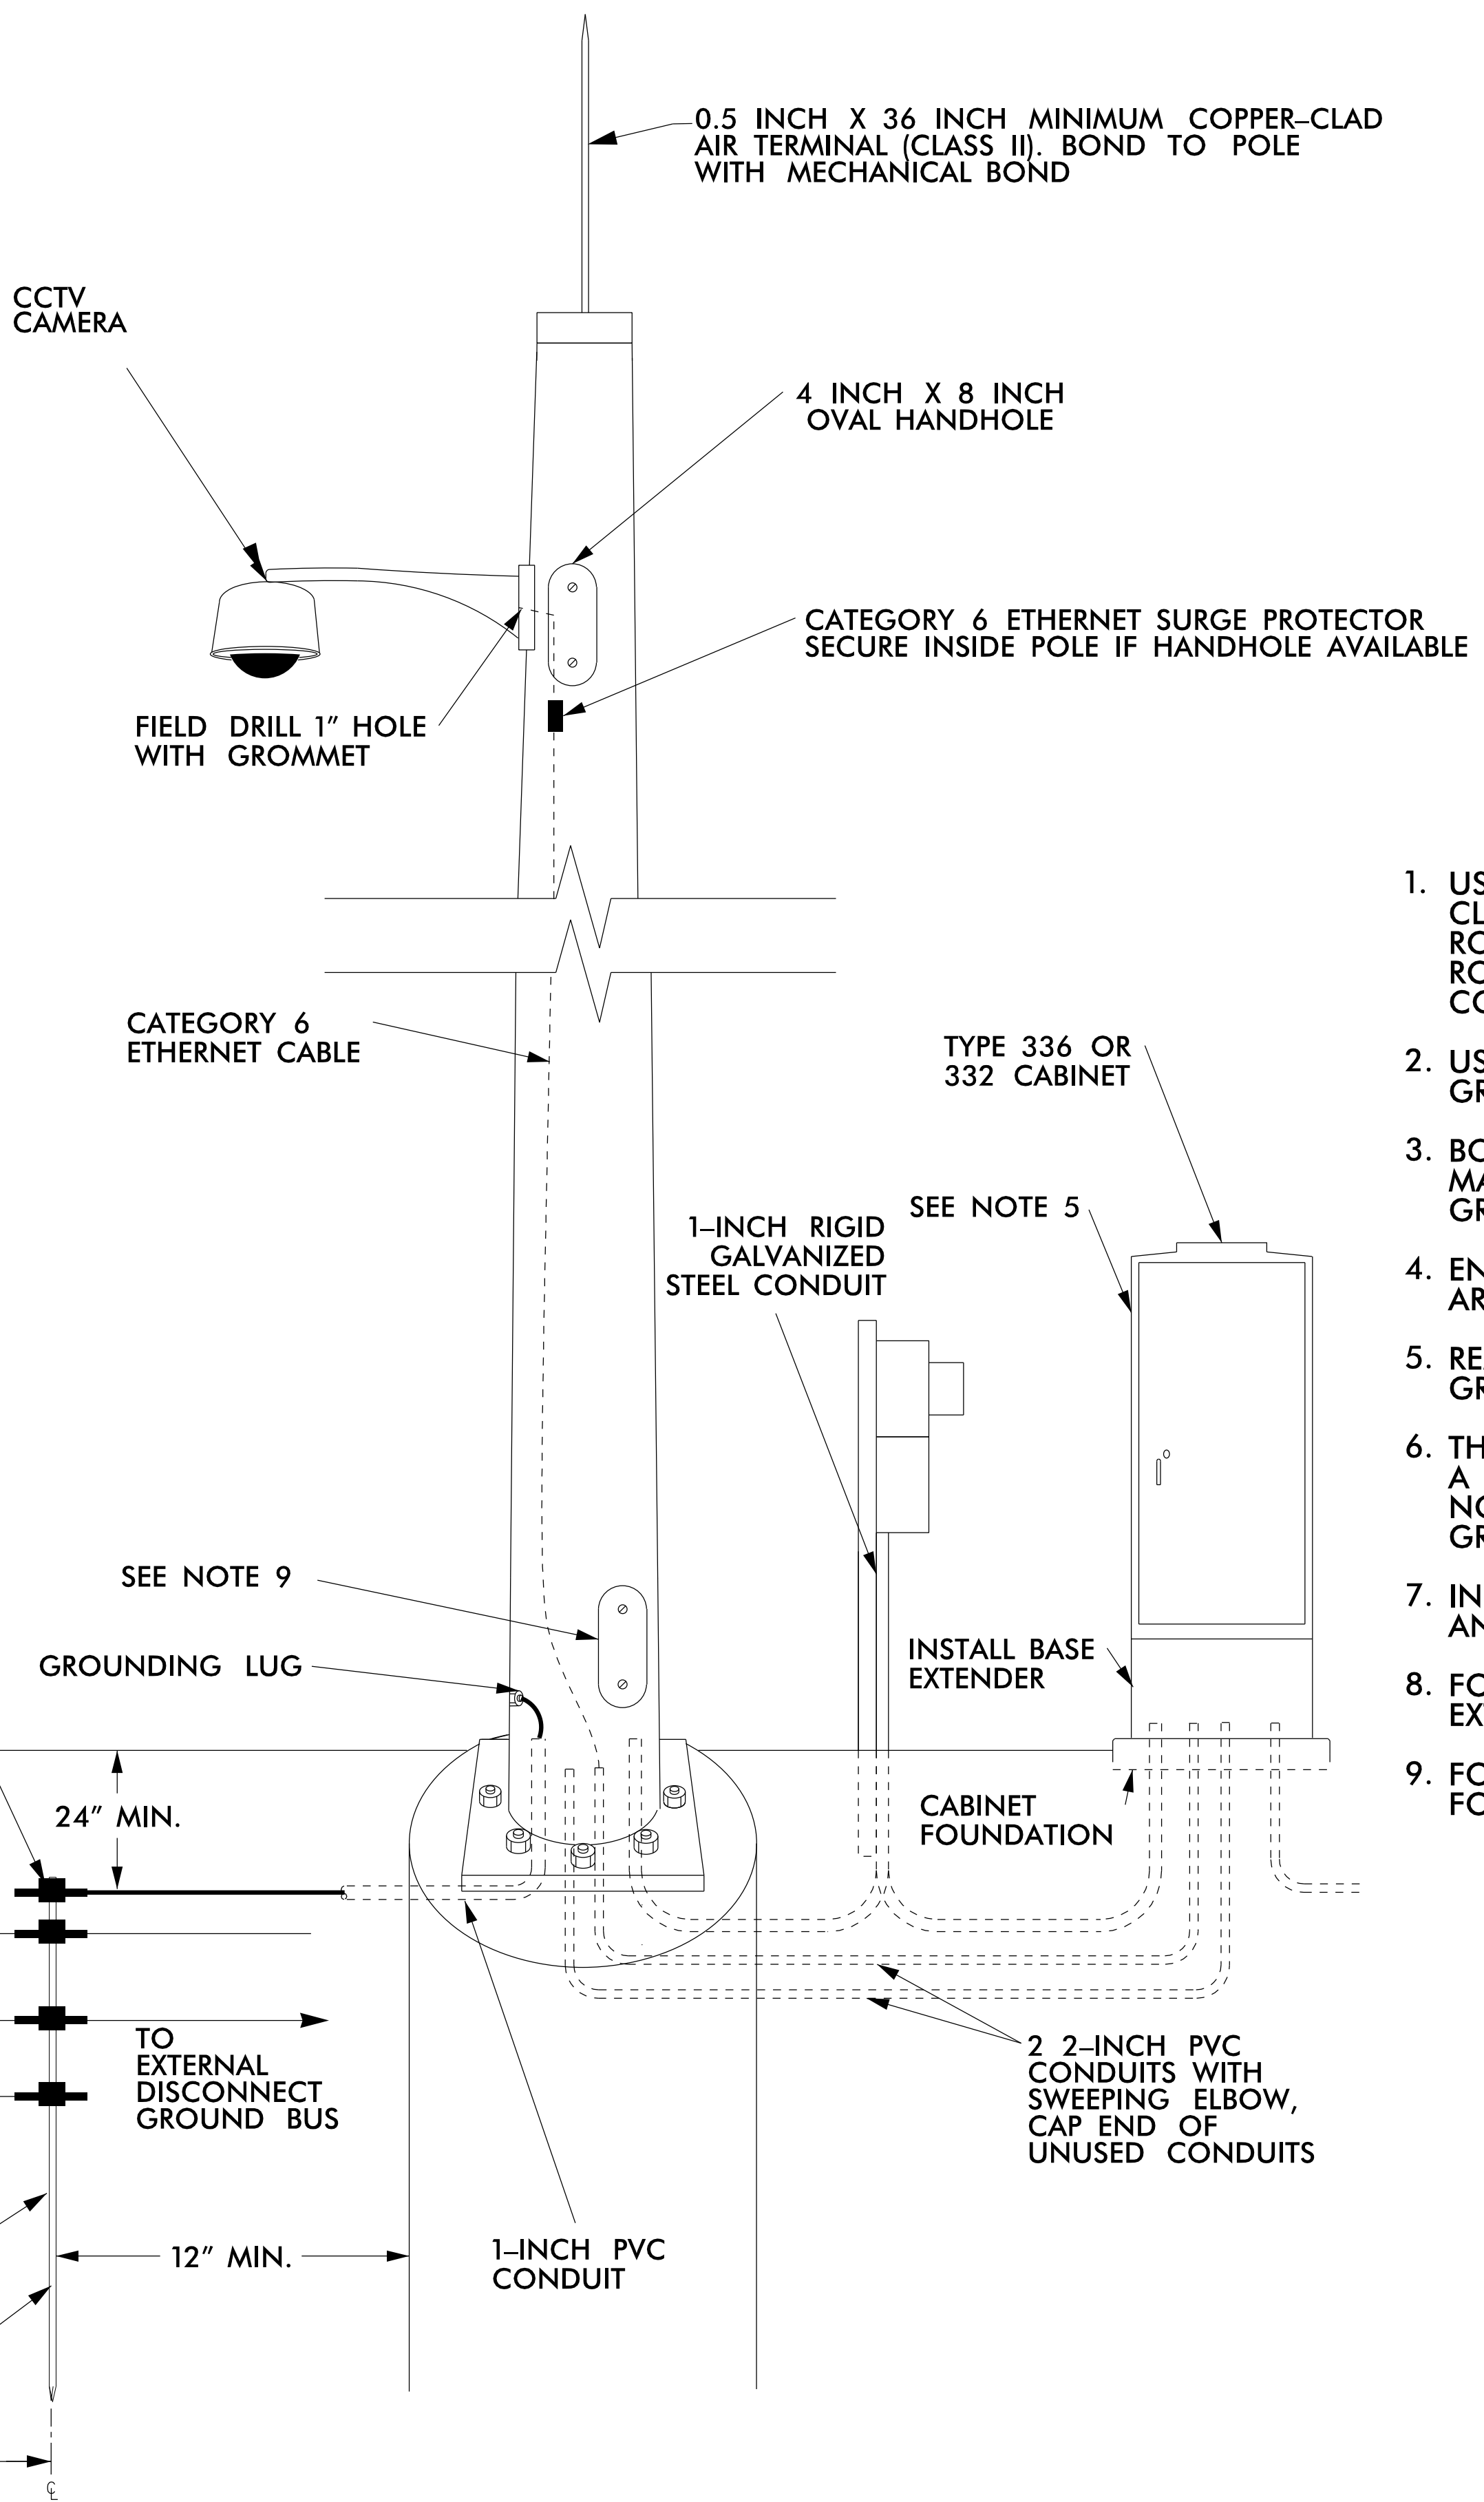 0.5 INCH X 36 INCH MINIMUM COPPER–CLAD
AIR TERMINAL (CLASS II). BOND TO POLE
WITH MECHANICAL BOND
CCTV
CAMERA
4 INCH X 8 INCH
OVAL HANDHOLE
CATEGORY 6 ETHERNET SURGE PROTECTOR
SECURE INSIDE POLE IF HANDHOLE AVAILABLE
FIELD DRILL 1" HOLE
WITH GROMMET
CATEGORY 6
ETHERNET CABLE
TYPE 336 OR
332 CABINET
SEE NOTE 5
1–INCH RIGID
GALVANIZED
STEEL CONDUIT
SEE NOTE 9
GROUNDING LUG
INSTALL BASE
EXTENDER
24" MIN.
CABINET
FOUNDATION
TO
EXTERNAL
DISCONNECT
GROUND BUS
2 2–INCH PVC
CONDUITS WITH
SWEEPING ELBOW,
CAP END OF
UNUSED CONDUITS
12" MIN.
1–INCH PVC
CONDUIT
1.
2.
3.
4.
5.
6.
A
7.
8.
9.